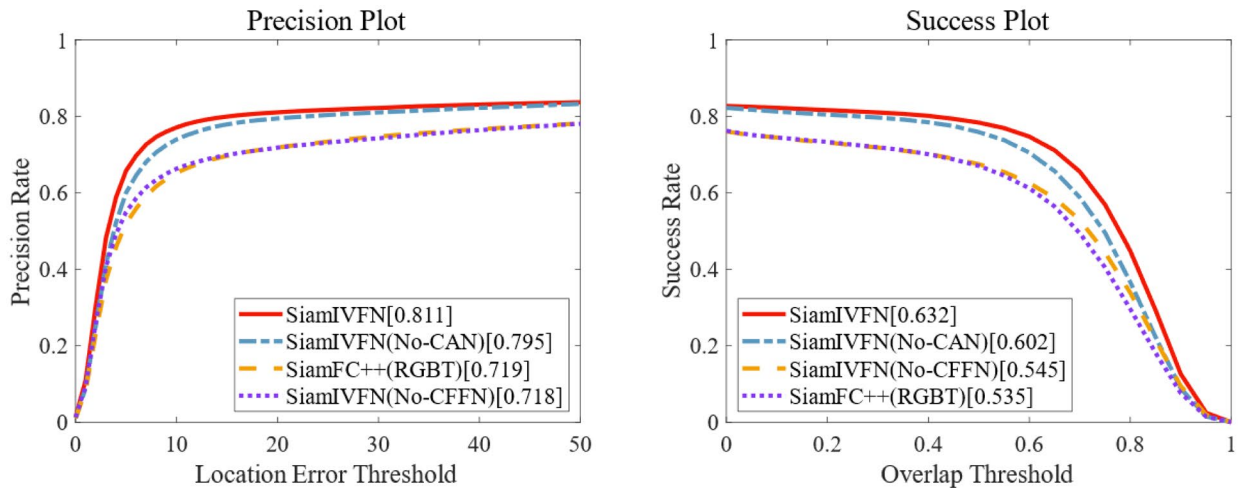 Precision Plot
1
0.8
0.6
0.4
0.2
0
0 10 20 30 40 50
Precision Rate
Location Error Threshold
SiamIVFN[0.811]
SiamIVFN(No-CAN)[0.795]
SiamFC++(RGBT)[0.719]
SiamIVFN(No-CFFN)[0.718]
Success Plot
1
0.8
0.6
0.4
0.2
0
0 0.2 0.4 0.6 0.8 1
Success Rate
Overlap Threshold
SiamIVFN[0.632]
SiamIVFN(No-CAN)[0.602]
SiamIVFN(No-CFFN)[0.545]
SiamFC++(RGBT)[0.535]